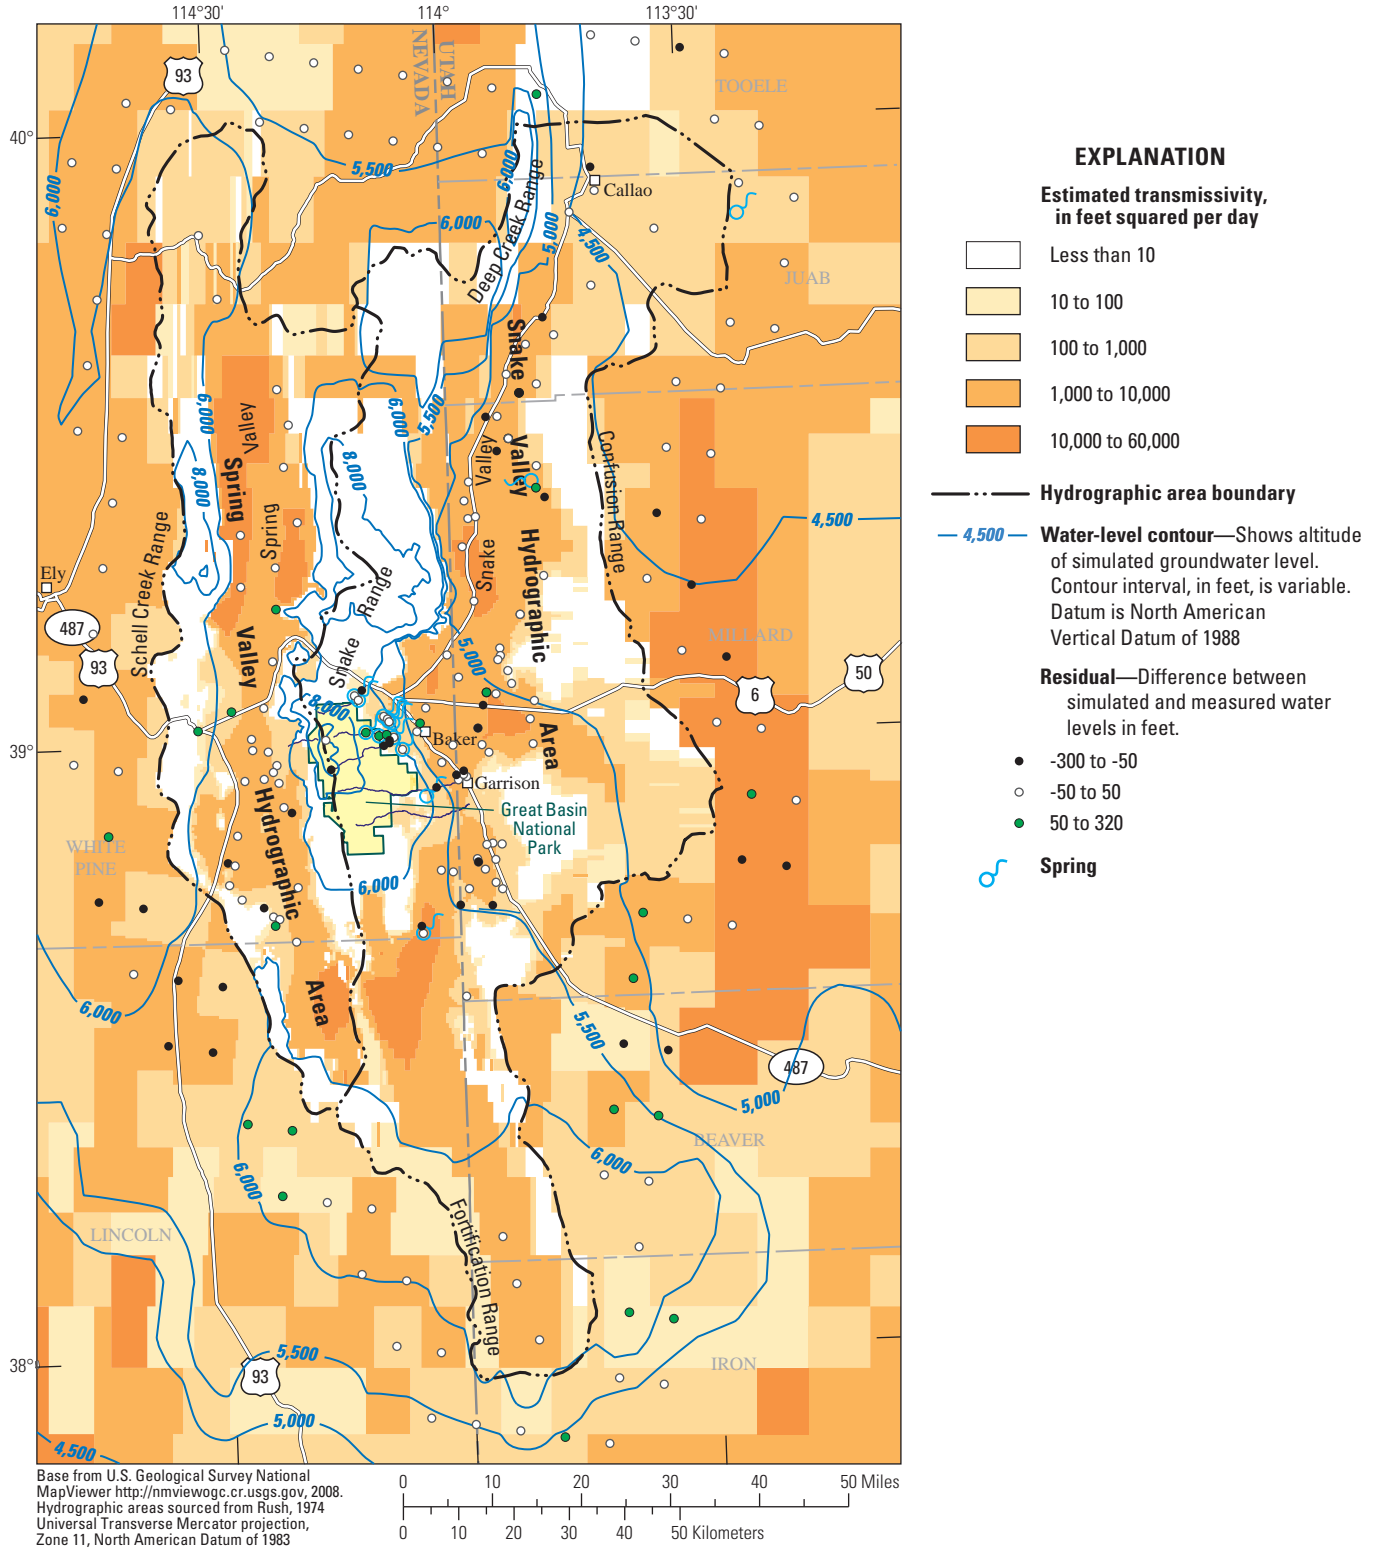 114°30'
114°
113°30'
93
NEVADA
UTAH
TOOELE
40°
5,500
6,000
6,000
Deep Creek Range
Callao
6,000
5,000
4,500
JUAB
Snake
6,000
Valley
6,000
5,500
8,000
8,000
Spring
Spring
Valley
Valley
Confusion Range
4,500
Schell Creek Range
Ely
487
93
Snake
Range
Snake
Hydrographic
MILLARD
50
6
Valley
5,000
8,000
39°
Baker
Area
Garrison
Great Basin
National
Park
Hydrographic
WHITE
PINE
6,000
Area
6,000
5,500
487
5,000
BEAVER
6,000
6,000
LINCOLN
Fortification Range
5,500
IRON
38°
93
5,000
4,500
EXPLANATION
Estimated transmissivity,
in feet squared per day
Less than 10
10 to 100
100 to 1,000
1,000 to 10,000
10,000 to 60,000
Hydrographic area boundary
4,500 Water-level contour—Shows altitude
of simulated groundwater level.
Contour interval, in feet, is variable.
Datum is North American
Vertical Datum of 1988
Residual—Difference between
simulated and measured water
levels in feet.
-300 to -50
-50 to 50
50 to 320
Spring
Base from U.S. Geological Survey National
MapViewer http://nmviewogc.cr.usgs.gov, 2008.
Hydrographic areas sourced from Rush, 1974
Universal Transverse Mercator projection,
Zone 11, North American Datum of 1983
0 10 20 30 40 50 Miles
0 10 20 30 40 50 Kilometers